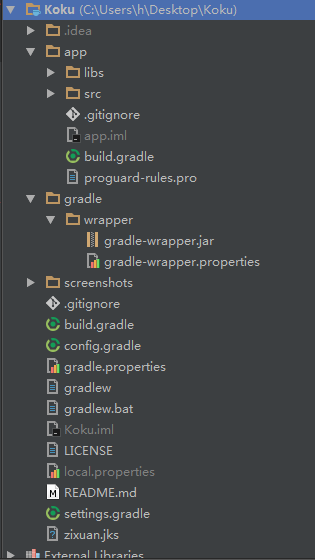 Koku (C:\Users\h\Desktop\Koku)
.idea
app
libs
src
.gitignore
app.iml
build.gradle
proguard-rules.pro
gradle
wrapper
gradle-wrapper.jar
gradle-wrapper.properties
screenshots
.gitignore
build.gradle
config.gradle
gradle.properties
gradlew
gradlew.bat
Koku.iml
LICENSE
local.properties
README.md
settings.gradle
zixuan.jks
External Libraries